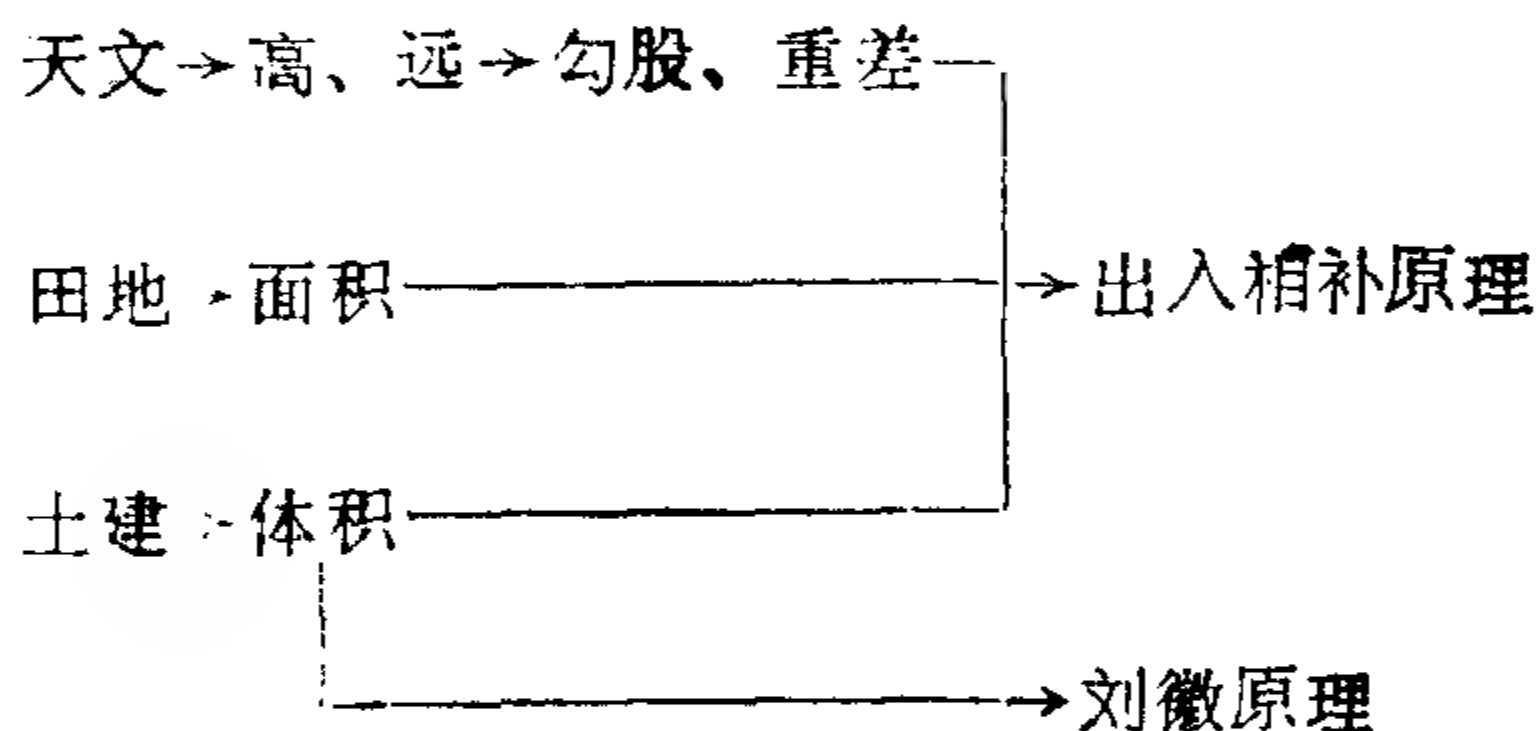 天文→高、远→勾股、重差
田地→面积→出入相补原理
土建→体积
→刘徽原理